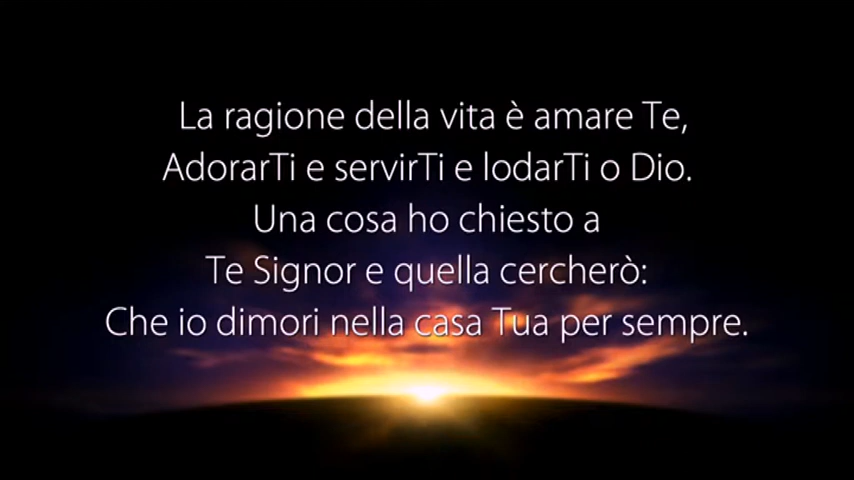 La ragione della vita è amare Te,
AdorarTi e servirTi e lodarTi o Dio.
Una cosa ho chiesto a
Te Signor e quella cercherò:
Che io dimori nella casa Tua per sempre.